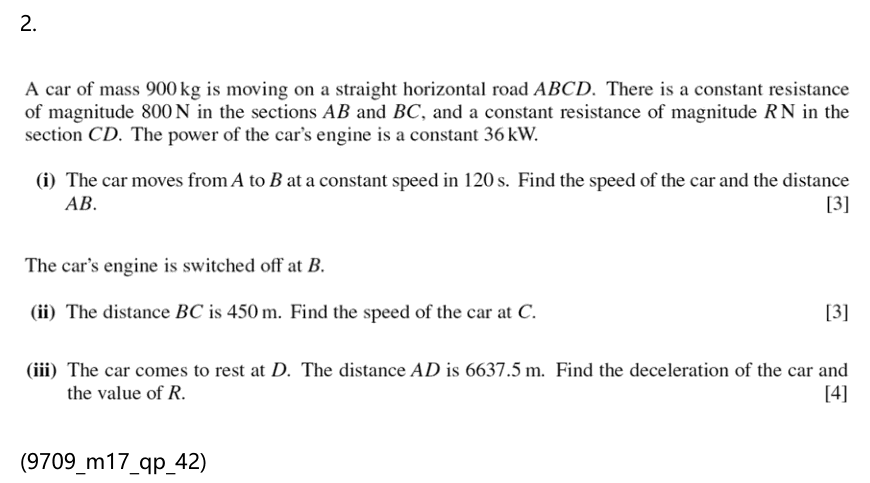 2.
A car of mass 900 kg is moving on a straight horizontal road ABCD. There is a constant resistance
of magnitude 800 N in the sections AB and BC, and a constant resistance of magnitude R N in the
section CD. The power of the car's engine is a constant 36 kW.
(i) The car moves from A to B at a constant speed in 120 s. Find the speed of the car and the distance
AB. [3]
The car's engine is switched off at B.
(ii) The distance BC is 450 m. Find the speed of the car at C. [3]
(iii) The car comes to rest at D. The distance AD is 6637.5 m. Find the deceleration of the car and
the value of R. [4]
(9709_m17_qp_42)